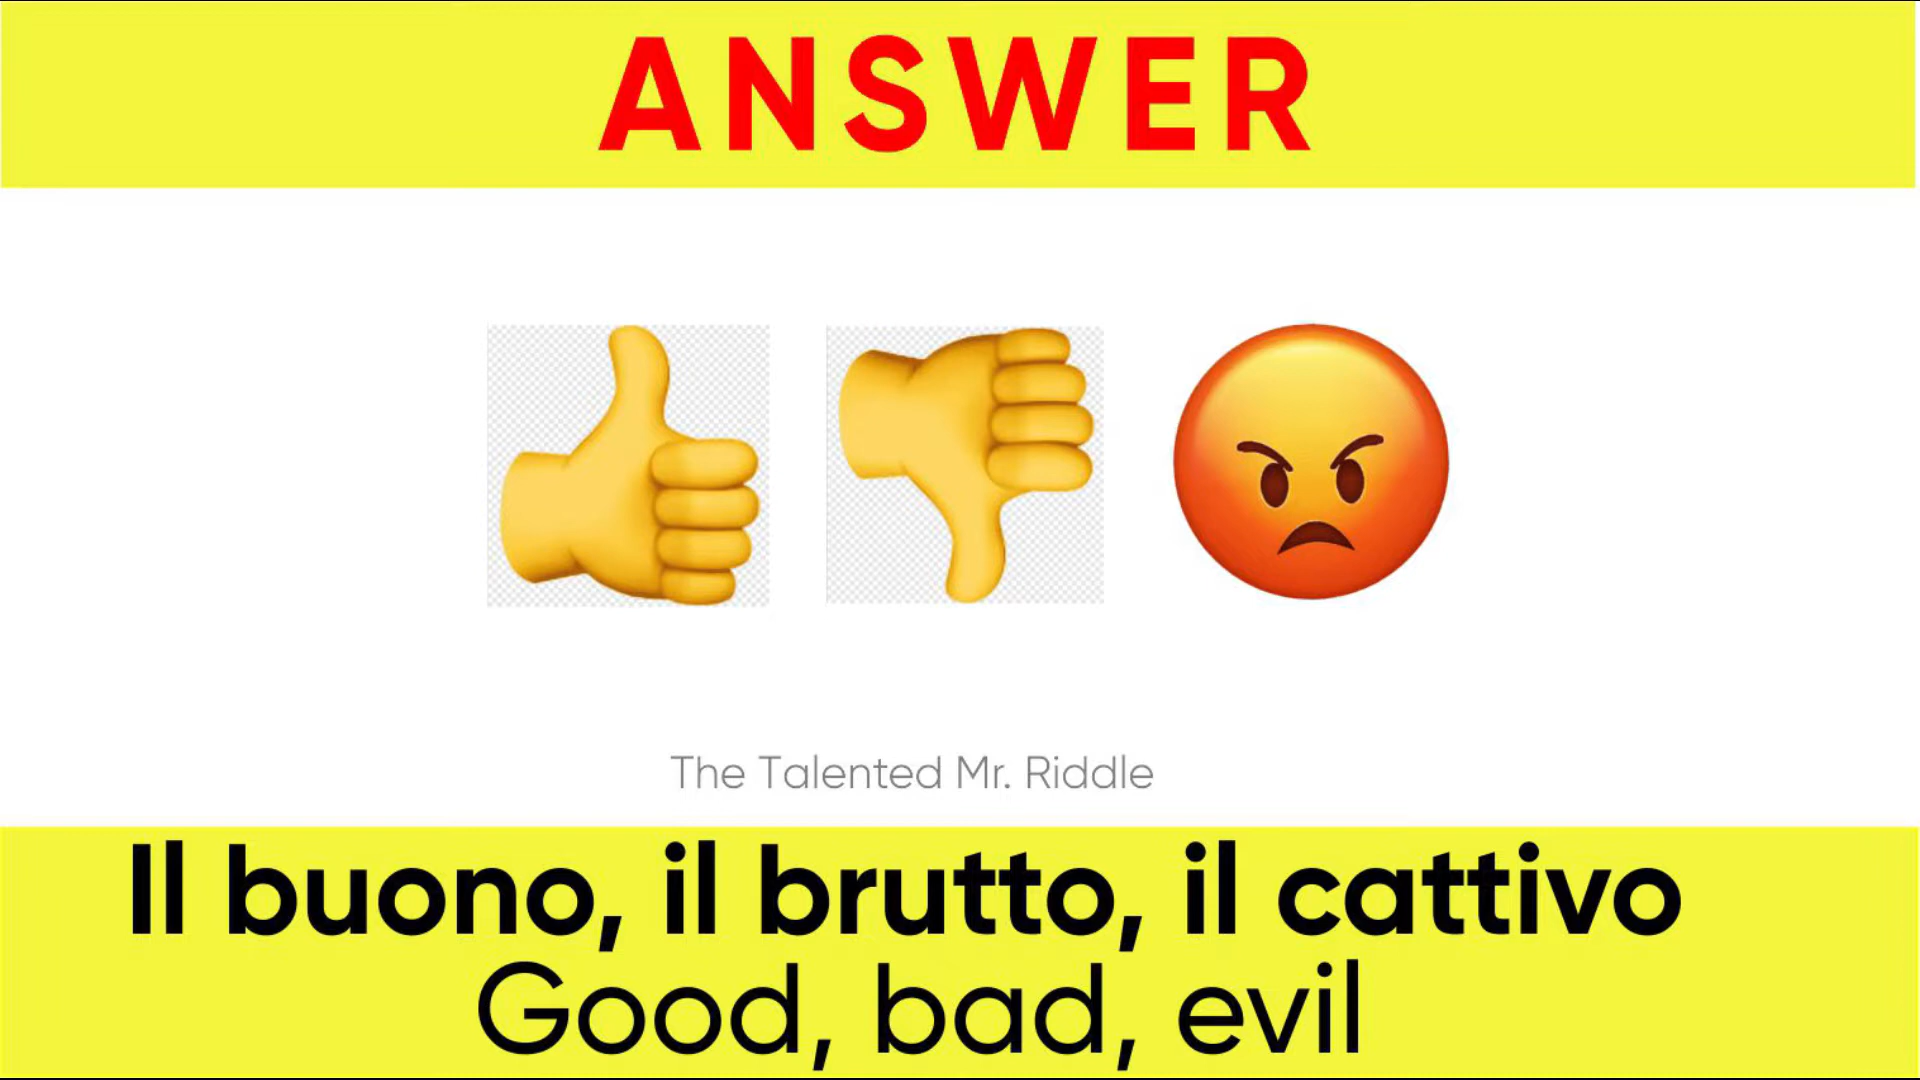 ANSWER
The Talented Mr. Riddle
Il buono, il brutto, il cattivo
Good, bad, evil